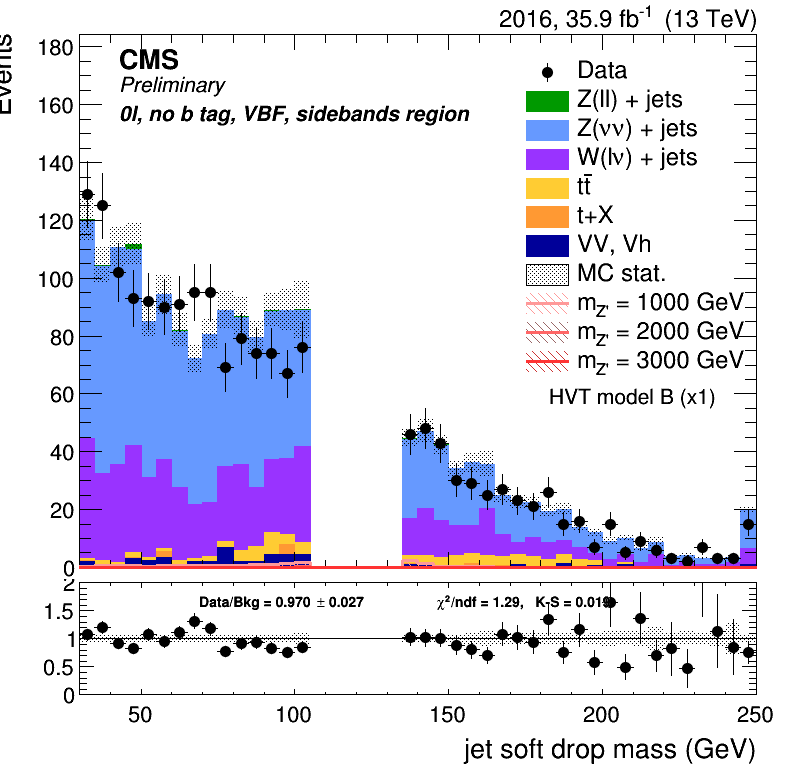 2016, 35.9 fb⁻¹ (13 TeV)
Events
CMS
Preliminary
0l, no b tag, VBF, sidebands region
Data
Z(ll) + jets
Z(νν) + jets
W(lν) + jets
tt̄
t+X
VV, Vh
MC stat.
m_Z' = 1000 GeV
m_Z' = 2000 GeV
m_Z' = 3000 GeV
HVT model B (x1)
180
160
140
120
100
80
60
40
20
0
Data/Bkg = 0.970 ± 0.027
χ²/ndf = 1.29, K-S = 0.019
2
1.5
1
0.5
0
50 100 150 200 250
jet soft drop mass (GeV)